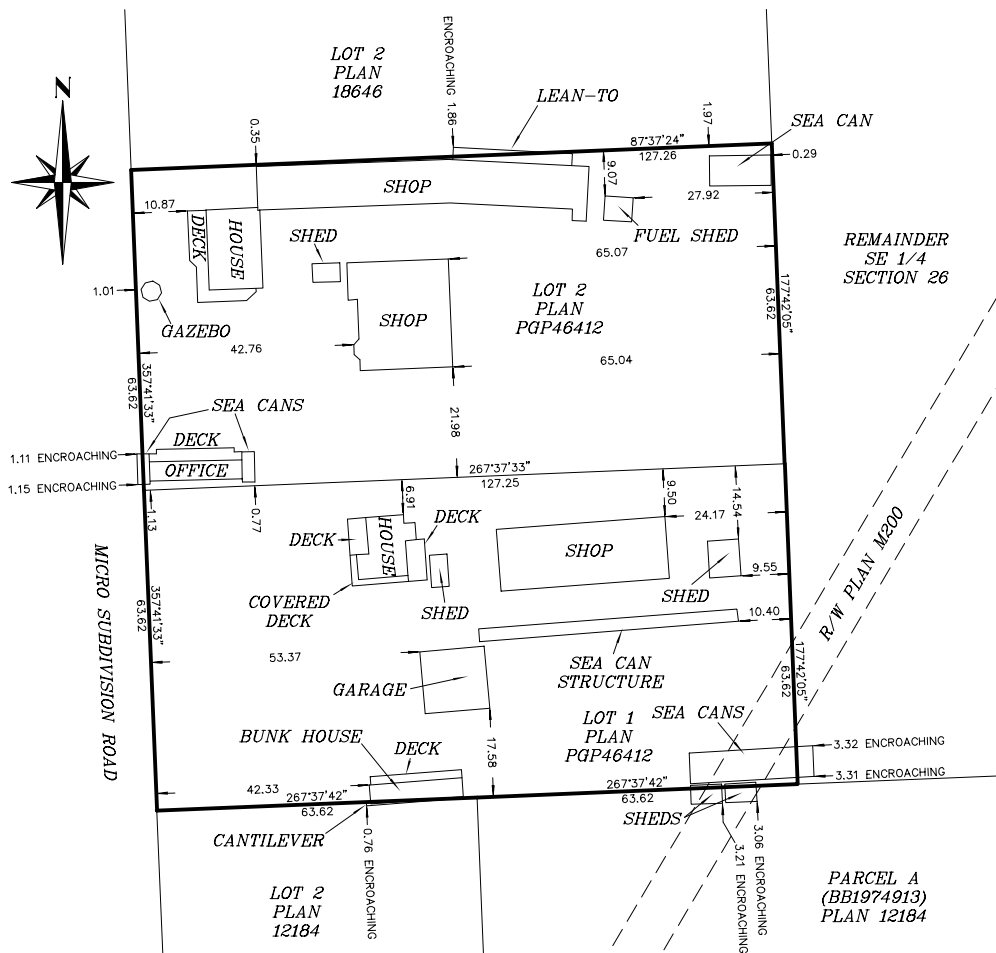 LOT 2
PLAN
18646
ENCROACHING 1.86
LEAN-TO
1.97
SEA CAN
N
0.35
87°37'24"
127.26
0.29
9.07
SHOP
27.92
10.87
DECK
HOUSE
SHED
FUEL SHED
65.07
REMAINDER
SE 1/4
SECTION 26
1.01
GAZEBO
SHOP
LOT 2
PLAN
PGP46412
177°42'05"
63.62
42.76
65.04
357°41'33"
63.62
SEA CANS
21.98
DECK
1.11 ENCROACHING
OFFICE
1.15 ENCROACHING
267°37'33"
127.25
1.13
0.77
6.91
9.50
14.54
DECK
24.17
DECK
HOUSE
SHOP
R/W PLAN M200
MICRO SUBDIVISION ROAD
9.55
357°41'33"
63.62
COVERED
DECK
SHED
SHED
10.40
53.37
SEA CAN
STRUCTURE
177°42'05"
63.62
GARAGE
LOT 1
PLAN
PGP46412
SEA CANS
BUNK HOUSE
DECK
17.58
3.32 ENCROACHING
3.31 ENCROACHING
42.33
267°37'42"
63.62
267°37'42"
63.62
CANTILEVER
SHEDS
0.76 ENCROACHING
3.21 ENCROACHING
3.06 ENCROACHING
LOT 2
PLAN
12184
PARCEL A
(BB1974913)
PLAN 12184